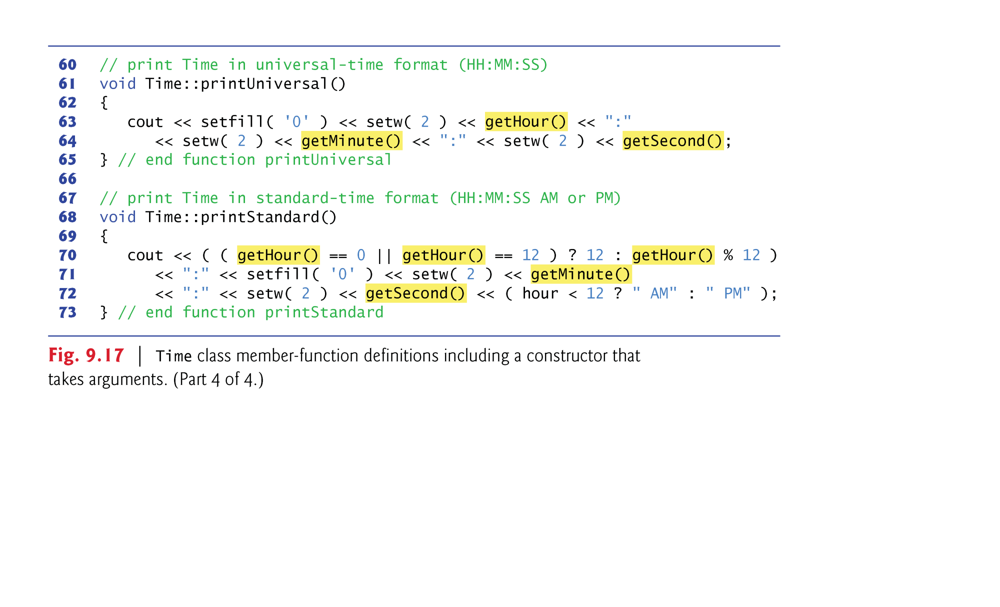 60 // print Time in universal-time format (HH:MM:SS)
61 void Time::printUniversal()
62 {
63    cout << setfill( '0' ) << setw( 2 ) << getHour() << ":"
64       << setw( 2 ) << getMinute() << ":" << setw( 2 ) << getSecond();
65 } // end function printUniversal
66
67 // print Time in standard-time format (HH:MM:SS AM or PM)
68 void Time::printStandard()
69 {
70    cout << ( ( getHour() == 0 || getHour() == 12 ) ? 12 : getHour() % 12 )
71       << ":" << setfill( '0' ) << setw( 2 ) << getMinute()
72       << ":" << setw( 2 ) << getSecond() << ( hour < 12 ? " AM" : " PM" );
73 } // end function printStandard
Fig. 9.17 | Time class member-function definitions including a constructor that
takes arguments. (Part 4 of 4.)